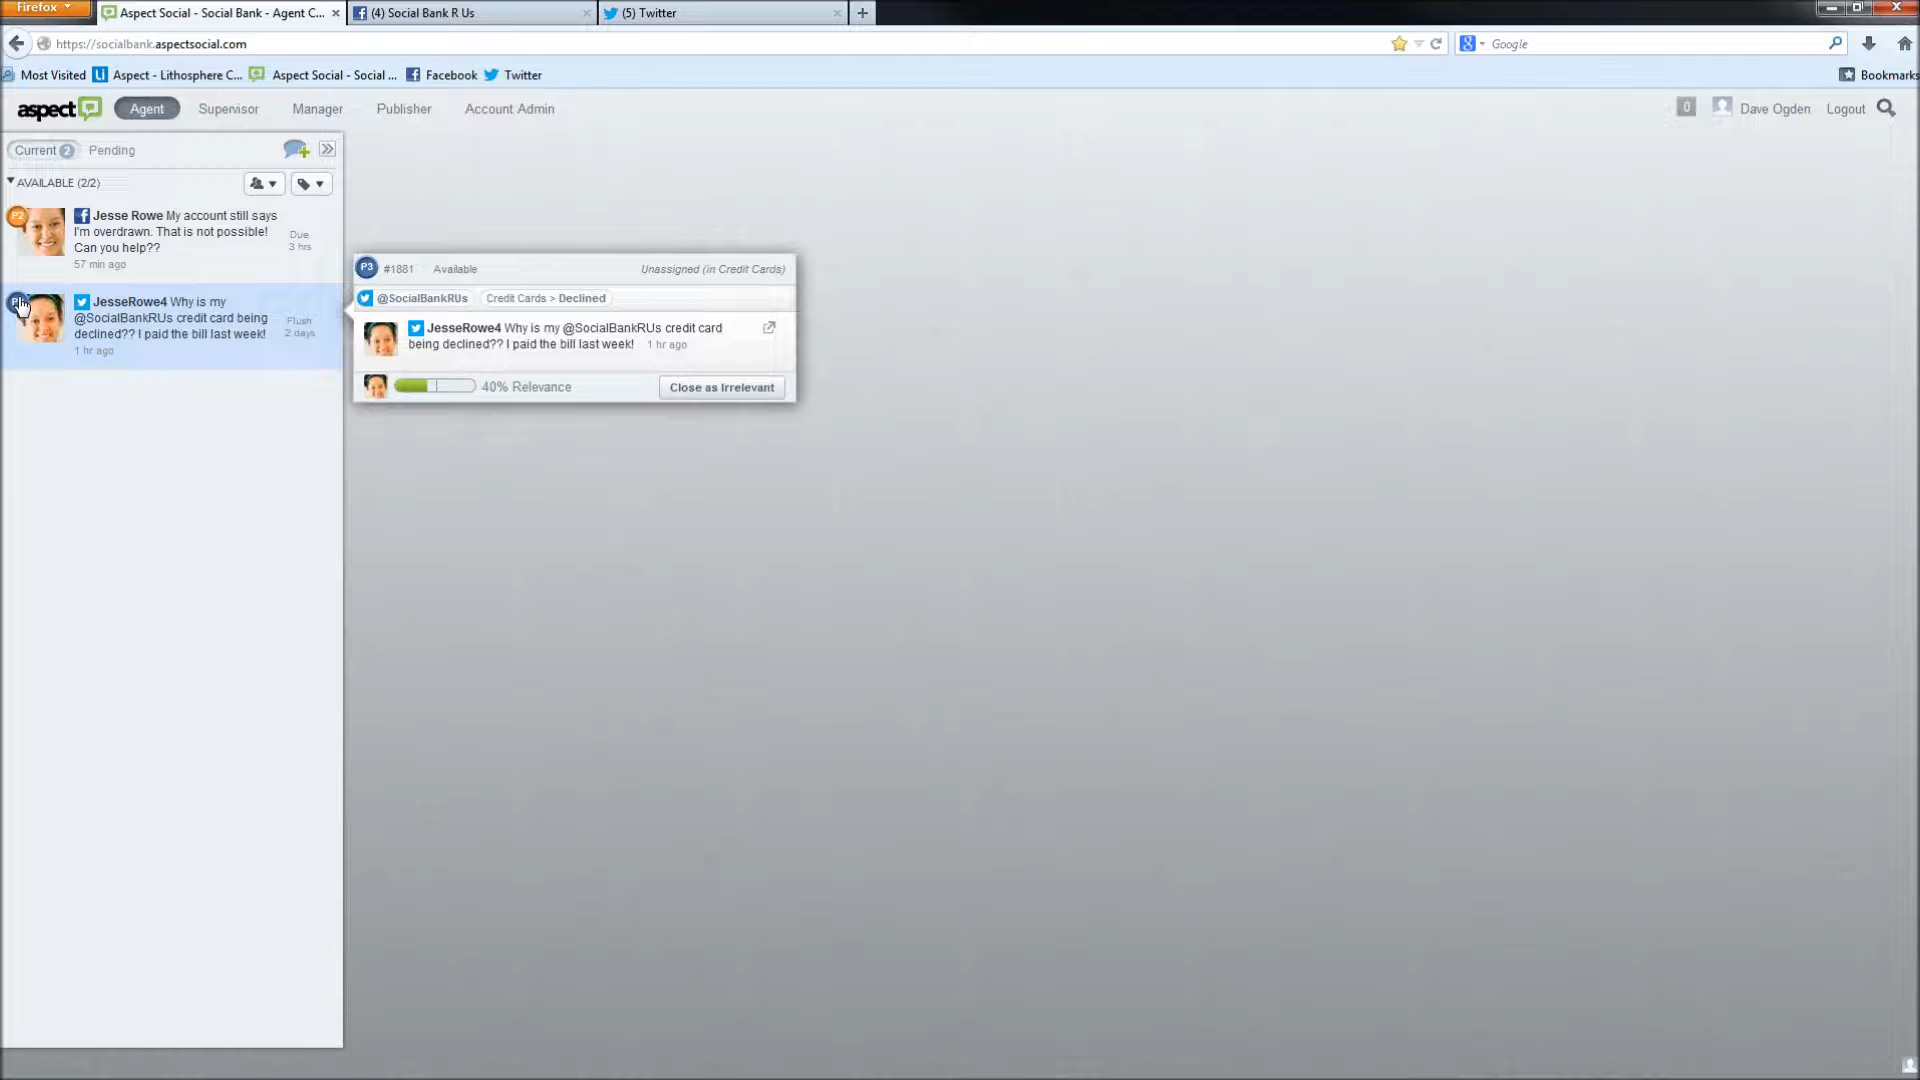 Firefox
Aspect Social - Social Bank - Agent C...
(4) Social Bank R Us
(5) Twitter
https://socialbank.aspectsocial.com
Google
Most Visited
Aspect - Lithosphere C...
Aspect Social - Social ...
Facebook
Twitter
Bookmarks
aspect
Agent
Supervisor
Manager
Publisher
Account Admin
0
Dave Ogden
Logout
Current 2
Pending
AVAILABLE (2/2)
P2
Jesse Rowe My account still says
I'm overdrawn. That is not possible!
Can you help??
57 min ago
Due
3 hrs
JesseRowe4 Why is my
@SocialBankRUs credit card being
declined?? I paid the bill last week!
1 hr ago
Flush
2 days
P3 #1881 Available Unassigned (in Credit Cards)
@SocialBankRUs Credit Cards > Declined
JesseRowe4 Why is my @SocialBankRUs credit card
being declined?? I paid the bill last week! 1 hr ago
40% Relevance
Close as Irrelevant